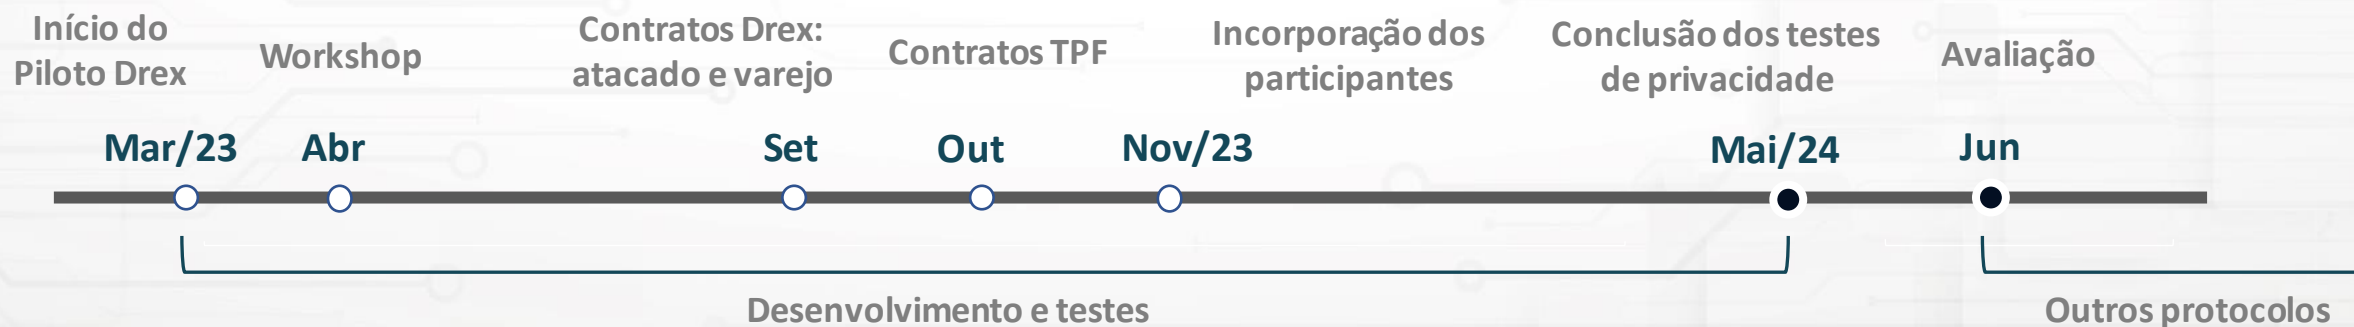 Início do
Piloto Drex
Workshop
Contratos Drex:
atacado e varejo
Contratos TPF
Incorporação dos
participantes
Conclusão dos testes
de privacidade
Avaliação
Mar/23
Abr
Set
Out
Nov/23
Mai/24
Jun
Desenvolvimento e testes
Outros protocolos